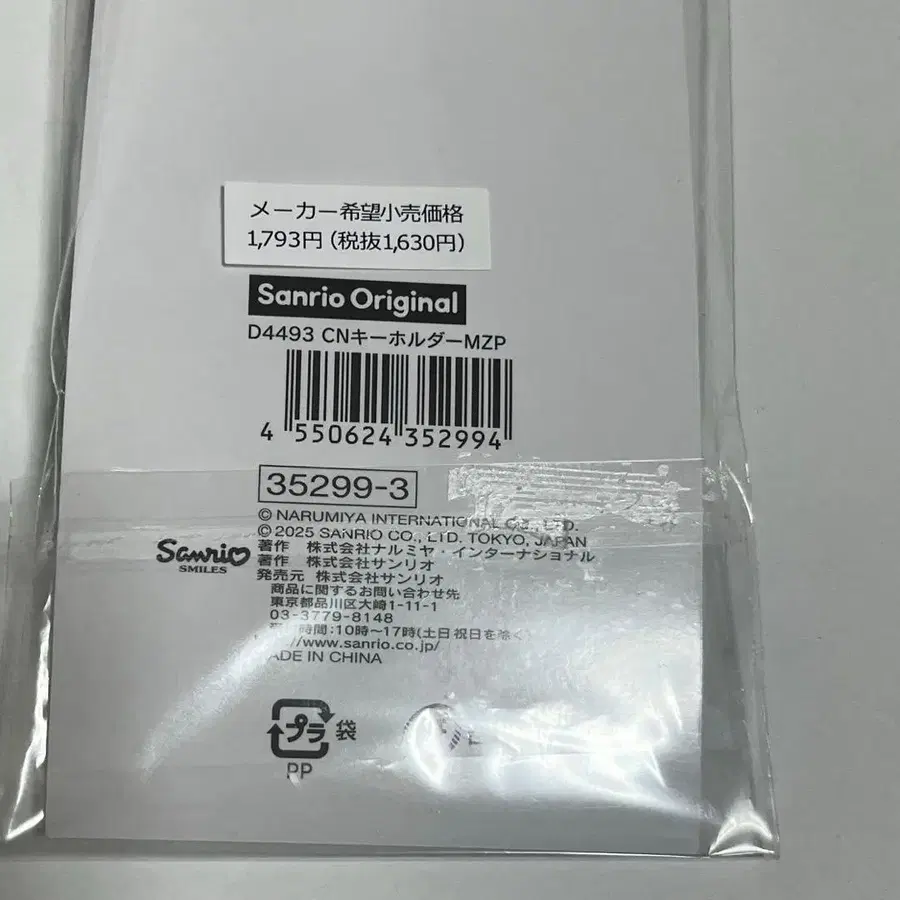 メーカー希望小売価格
1,793円(税抜1,630円)
Sanrio Original
D4493 CNキーホルダーMZP
4 550624 352994
35299-3
© NARUMIYA INTERNATIONAL CO., LTD.
© 2025 SANRIO CO., LTD. TOKYO, JAPAN
著作 株式会社ナルミヤ・インターナショナル
著作 株式会社サンリオ
発売元 株式会社サンリオ
Sanrio
SMILES
商品に関するお問い合わせ先
東京都品川区大崎1-11-1
03-3779-8148
時間:10時~17時(土日祝日を除く)
//www.sanrio.co.jp/
ADE IN CHINA
プラ 袋
PP